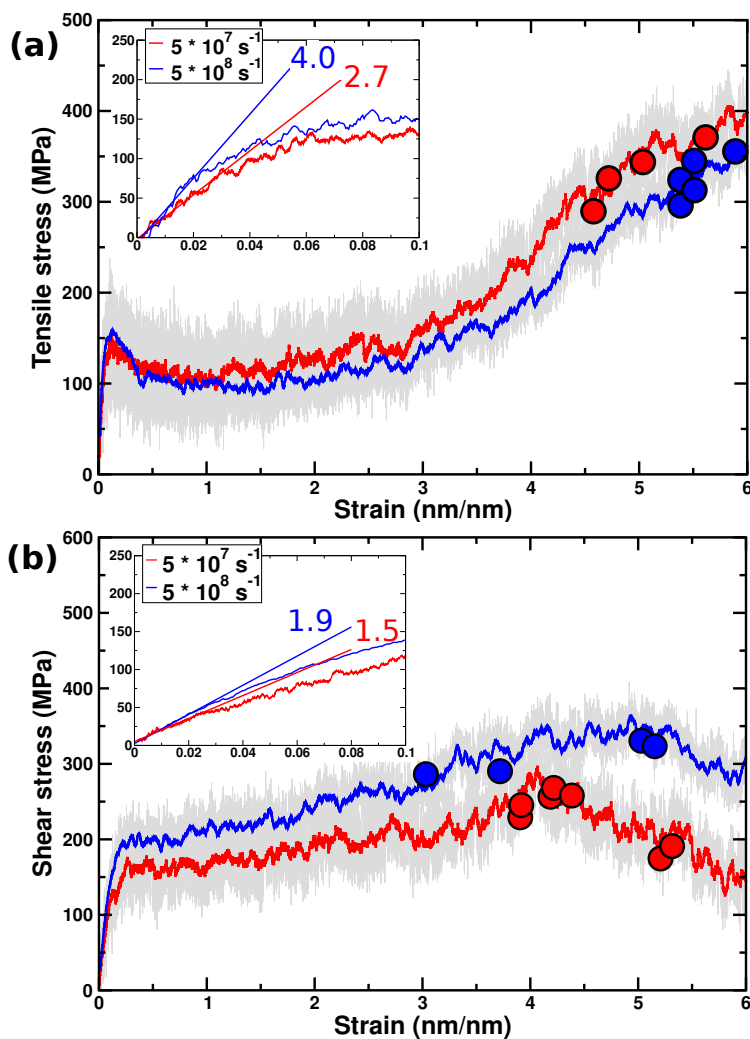 (a)
500
400
300
200
100
0
Tensile stress (MPa)
250
200
150
100
50
0
5 * 10^7 s^-1
5 * 10^8 s^-1
4.0
2.7
0 0.02 0.04 0.06 0.08 0.1
0 1 2 3 4 5 6
Strain (nm/nm)
(b)
600
500
400
300
200
100
0
Shear stress (MPa)
250
200
150
100
50
0
5 * 10^7 s^-1
5 * 10^8 s^-1
1.9
1.5
0 0.02 0.04 0.06 0.08 0.1
0 1 2 3 4 5 6
Strain (nm/nm)